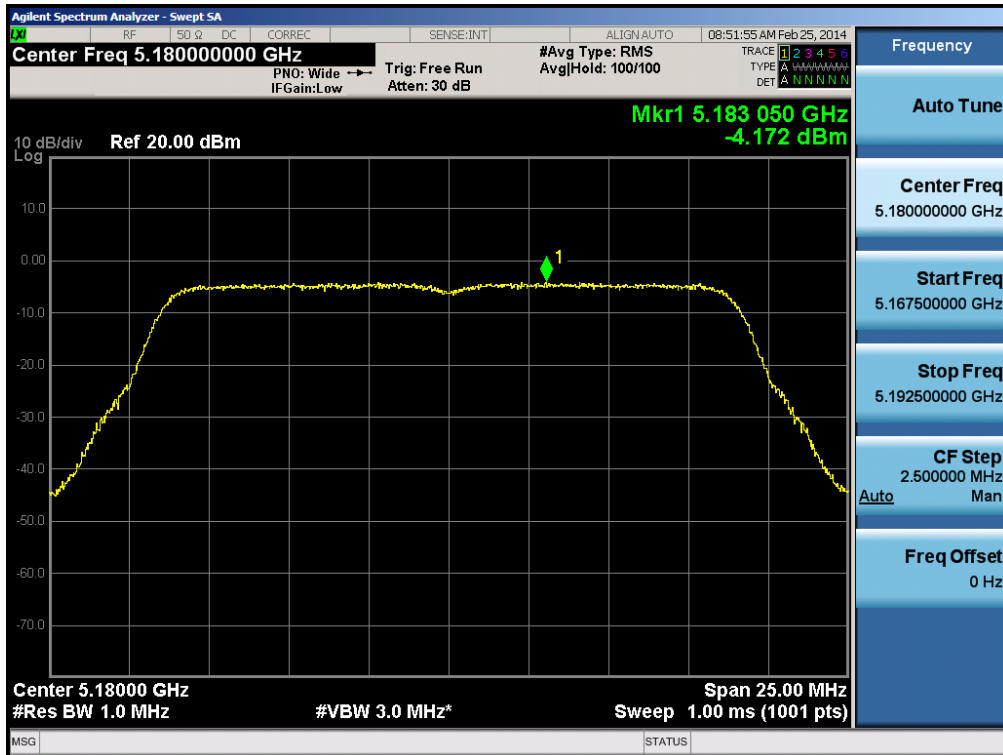 Agilent Spectrum Analyzer - Swept SA
LXI RF 50 Ω DC CORREC SENSE:INT ALIGN AUTO 08:51:55 AM Feb 25, 2014
Center Freq 5.180000000 GHz
PNO: Wide
IFGain:Low
Trig: Free Run
Atten: 30 dB
#Avg Type: RMS
Avg|Hold: 100/100
TRACE 1 2 3 4 5 6
TYPE A WWWWW
DET A N N N N N
Mkr1 5.183 050 GHz
-4.172 dBm
10 dB/div Ref 20.00 dBm
Log
10.0
0.00
-10.0
-20.0
-30.0
-40.0
-50.0
-60.0
-70.0
1
Center 5.18000 GHz Span 25.00 MHz
#Res BW 1.0 MHz #VBW 3.0 MHz* Sweep 1.00 ms (1001 pts)
MSG STATUS
Frequency
Auto Tune
Center Freq
5.180000000 GHz
Start Freq
5.167500000 GHz
Stop Freq
5.192500000 GHz
CF Step
2.500000 MHz
Auto Man
Freq Offset
0 Hz